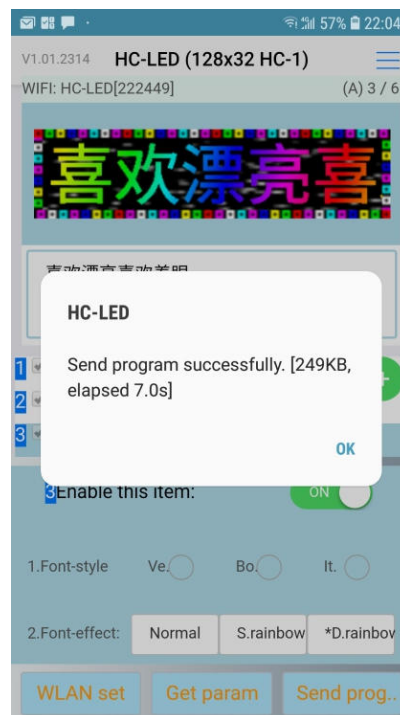 57% 22:04
V1.01.2314 HC-LED (128x32 HC-1)
WIFI: HC-LED[222449] (A) 3 / 6
喜欢漂亮喜
HC-LED
Send program successfully. [249KB,
elapsed 7.0s]
OK
1
2
3
3Enable this item: ON
1.Font-style Ve. Bo. It.
2.Font-effect: Normal S.rainbow *D.rainbov
WLAN set Get param Send prog..